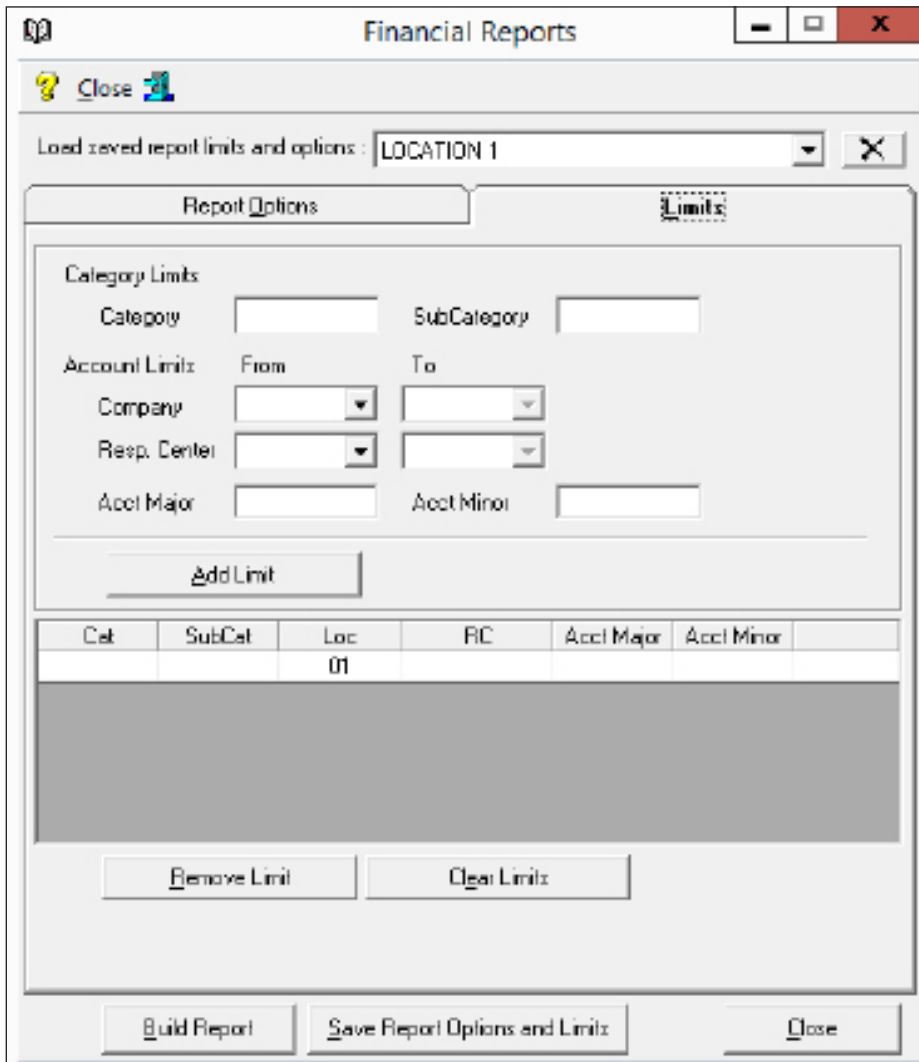 Financial Reports
Close
Load saved report limits and options : LOCATION 1
Report Options Limits
Category Limits
Category SubCategory
Account Limits From To
Company
Resp. Center
Acct Major Acct Minor
Add Limit
Cat SubCat Loc RC Acct Major Acct Minor
01
Remove Limit Clear Limits
Build Report Save Report Options and Limits Close